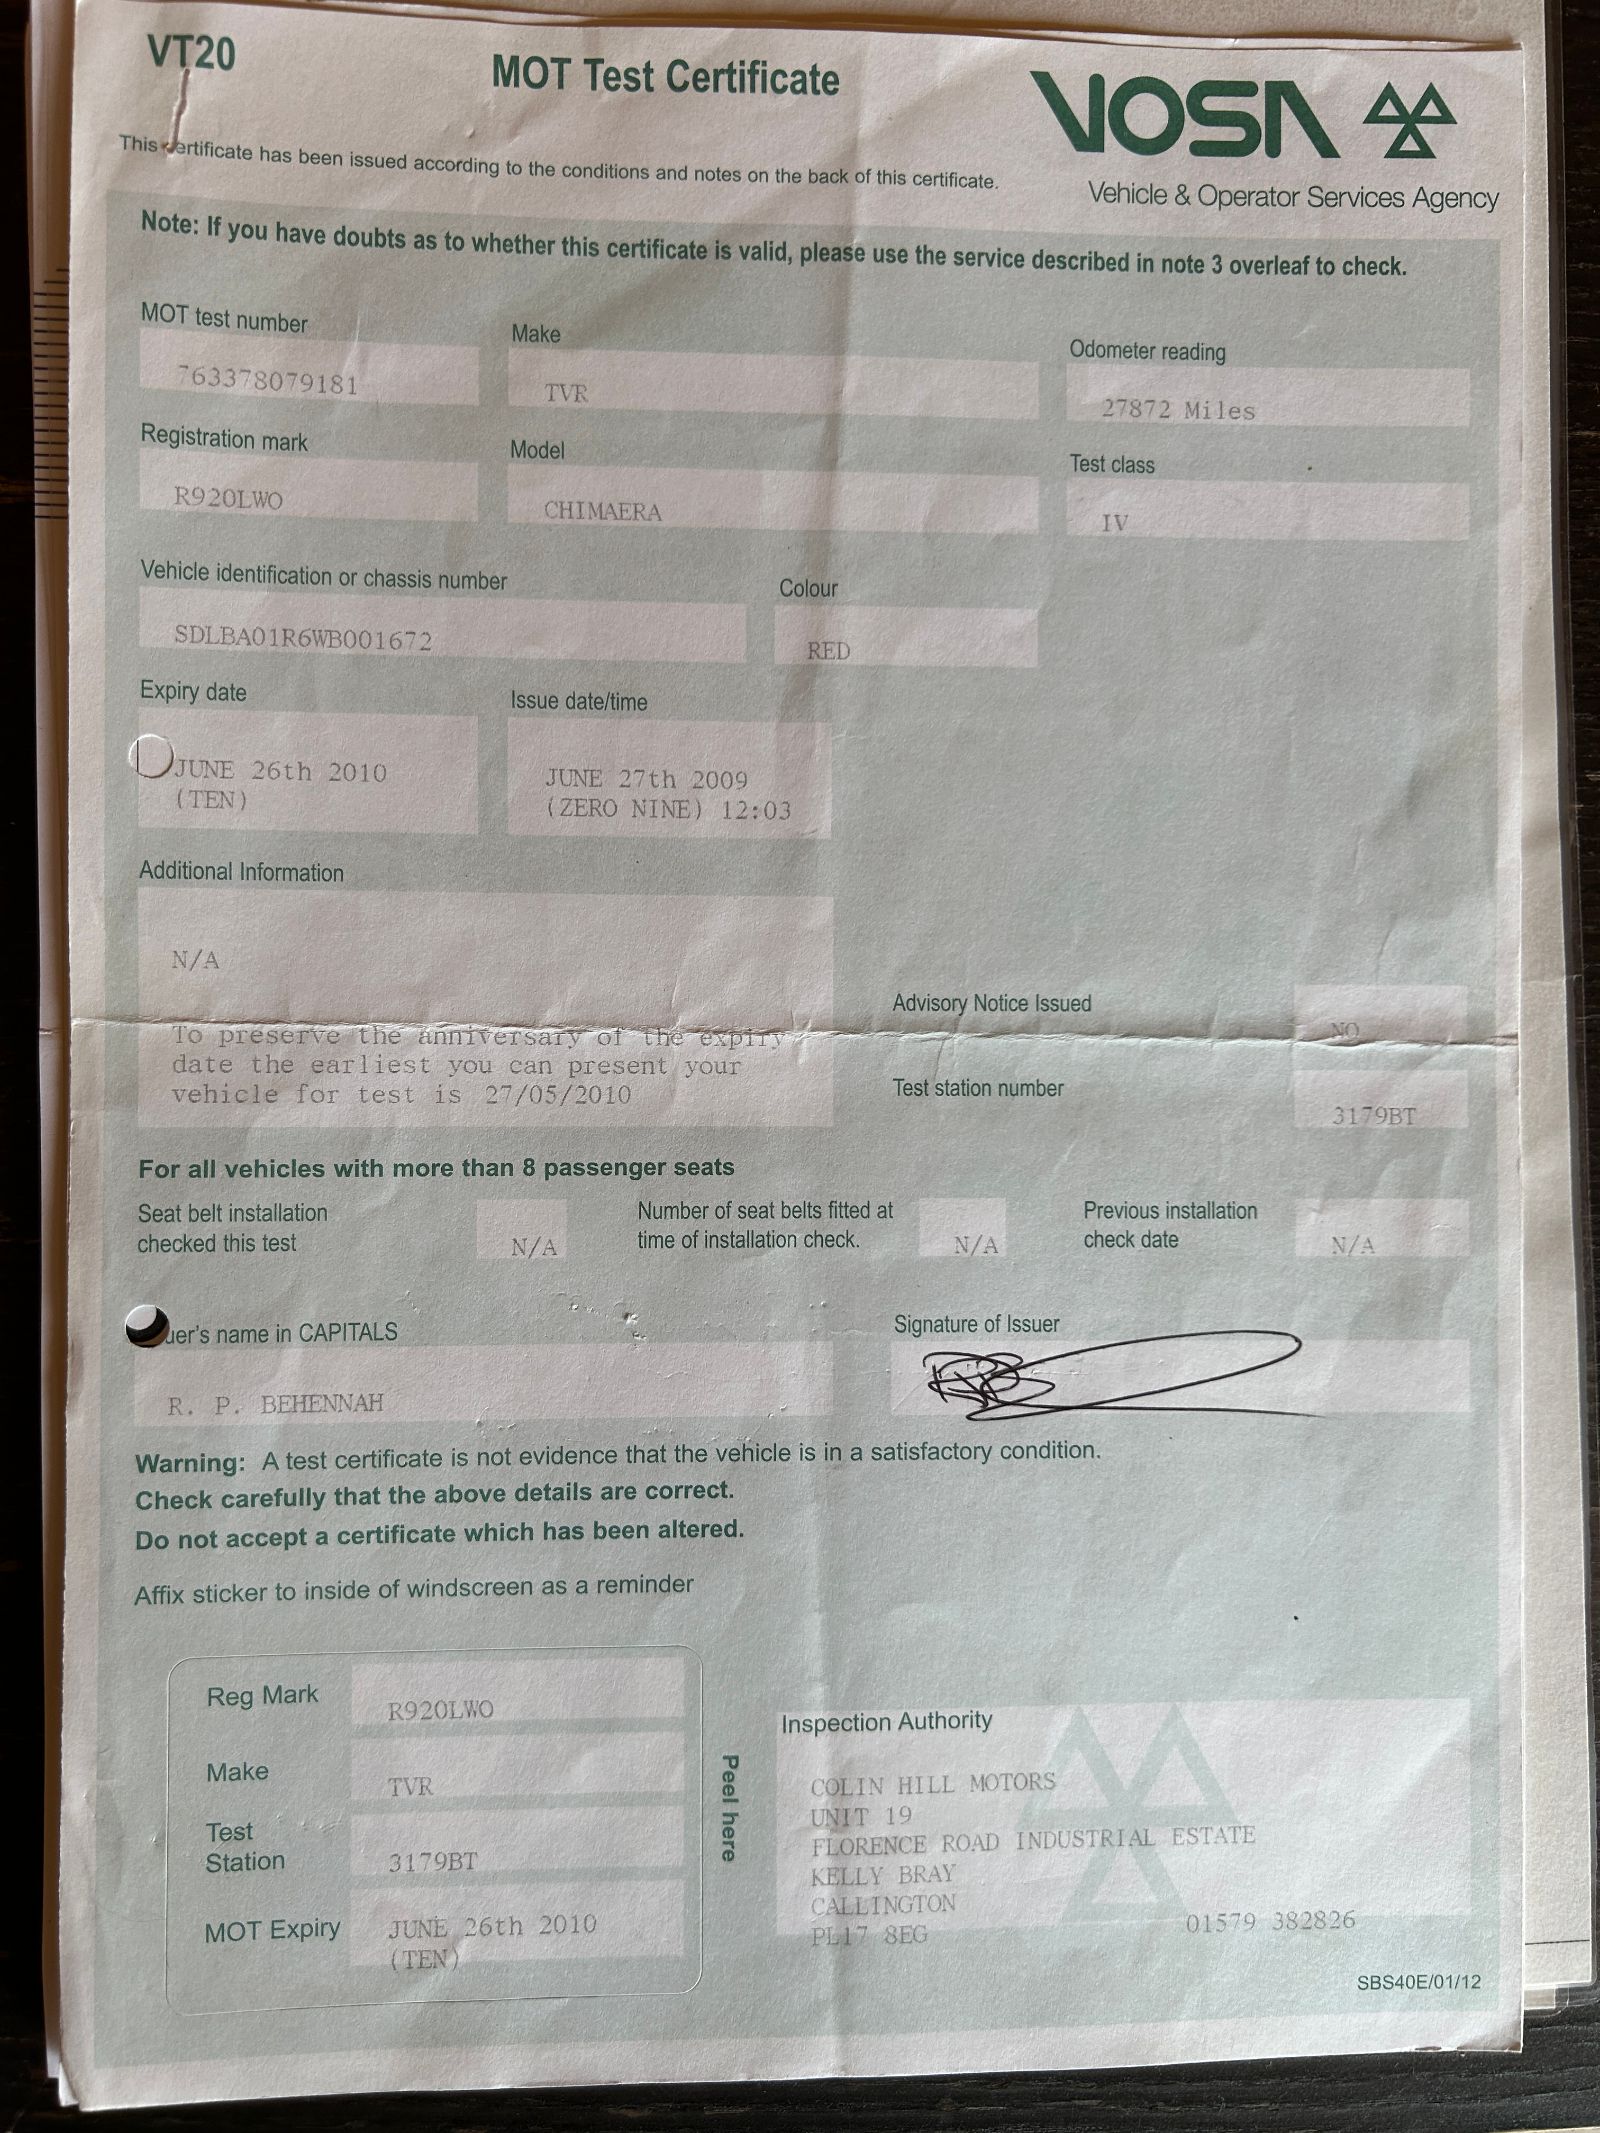 VT20
MOT Test Certificate
VOSA
Vehicle & Operator Services Agency
This certificate has been issued according to the conditions and notes on the back of this certificate.
Note: If you have doubts as to whether this certificate is valid, please use the service described in note 3 overleaf to check.
MOT test number
763378079181
Make
TVR
Odometer reading
27872 Miles
Registration mark
R920LWO
Model
CHIMAERA
Test class
IV
Vehicle identification or chassis number
SDLBA01R6WB001672
Colour
RED
Expiry date
JUNE 26th 2010
(TEN)
Issue date/time
JUNE 27th 2009
(ZERO NINE) 12:03
Additional Information
N/A
To preserve the anniversary of the expiry
date the earliest you can present your
vehicle for test is 27/05/2010
Advisory Notice Issued
NO
Test station number
3179BT
For all vehicles with more than 8 passenger seats
Seat belt installation
checked this test
N/A
Number of seat belts fitted at
time of installation check.
N/A
Previous installation
check date
N/A
uer's name in CAPITALS
R. P. BEHENNAH
Signature of Issuer
Warning: A test certificate is not evidence that the vehicle is in a satisfactory condition.
Check carefully that the above details are correct.
Do not accept a certificate which has been altered.
Affix sticker to inside of windscreen as a reminder
Reg Mark
R920LWO
Make
TVR
Test
Station
3179BT
MOT Expiry
JUNE 26th 2010
(TEN)
Peel here
Inspection Authority
COLIN HILL MOTORS
UNIT 19
FLORENCE ROAD INDUSTRIAL ESTATE
KELLY BRAY
CALLINGTON
PL17 8EG
01579 382826
SBS40E/01/12